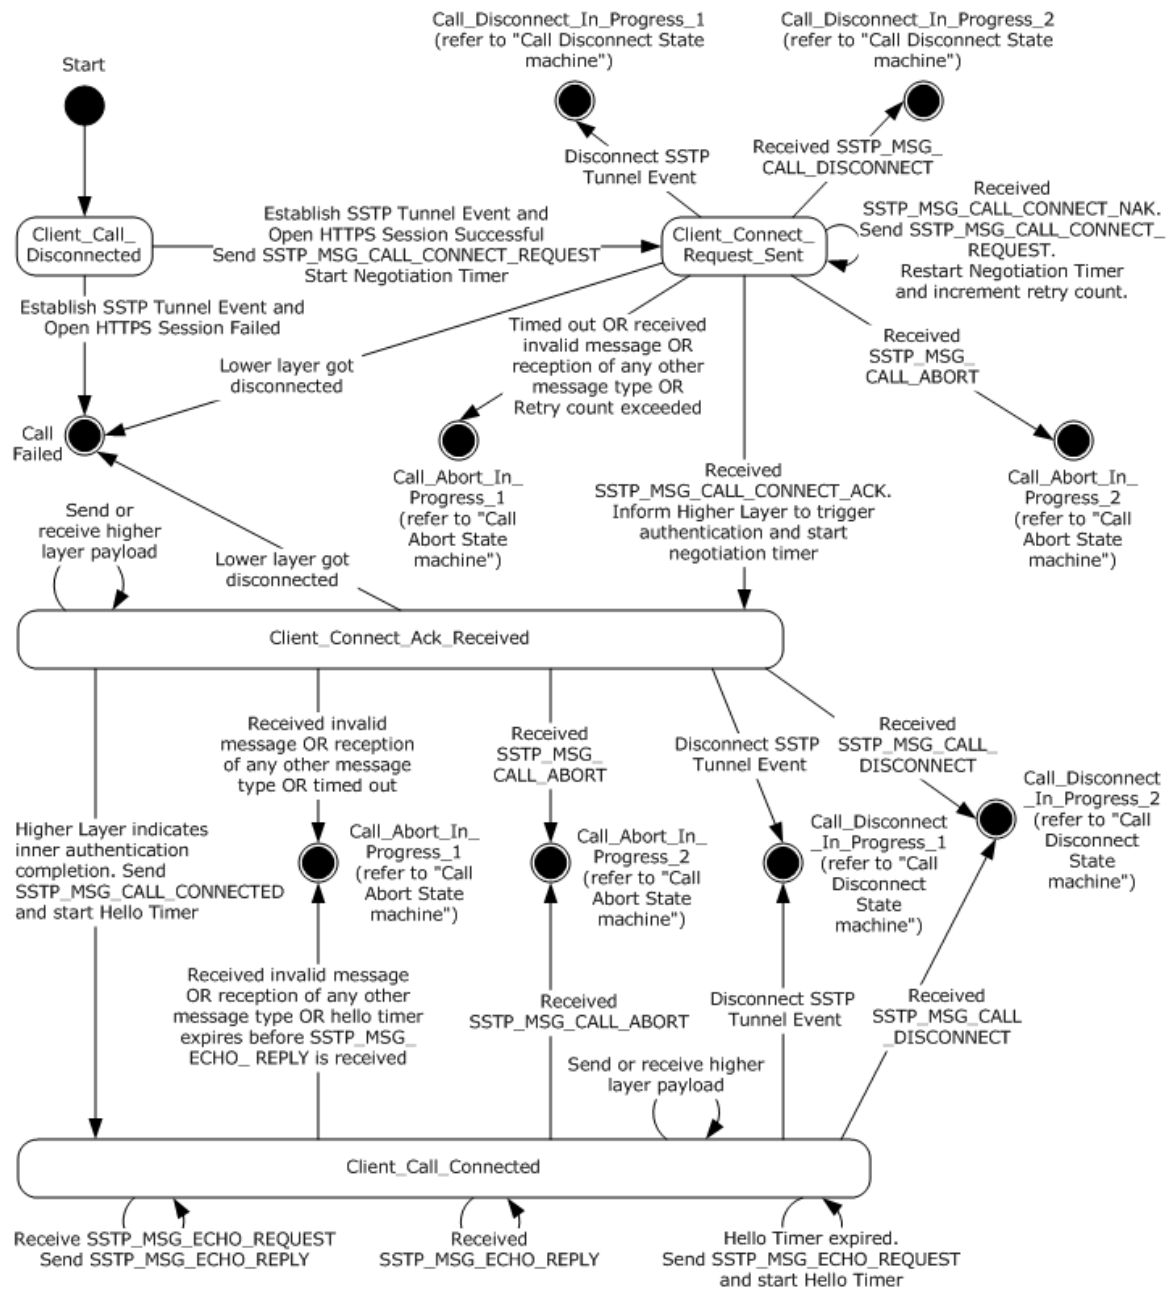 Call_Disconnect_In_Progress_1
(refer to "Call Disconnect State
machine")
Call_Disconnect_In_Progress_2
(refer to "Call Disconnect State
machine")
Start
Disconnect SSTP
Tunnel Event
Received SSTP_MSG_
CALL_DISCONNECT
Client_Call_
Disconnected
Establish SSTP Tunnel Event and
Open HTTPS Session Successful
Send SSTP_MSG_CALL_CONNECT_REQUEST
Start Negotiation Timer
Client_Connect_
Request_Sent
Received
SSTP_MSG_CALL_CONNECT_NAK.
Send SSTP_MSG_CALL_CONNECT_
REQUEST.
Restart Negotiation Timer
and increment retry count.
Establish SSTP Tunnel Event and
Open HTTPS Session Failed
Lower layer got
disconnected
Timed out OR received
invalid message OR
reception of any other
message type OR
Retry count exceeded
Received
SSTP_MSG_
CALL_ABORT
Call
Failed
Call_Abort_In_
Progress_1
(refer to "Call
Abort State
machine")
Received
SSTP_MSG_CALL_CONNECT_ACK.
Inform Higher Layer to trigger
authentication and start
negotiation timer
Call_Abort_In_
Progress_2
(refer to "Call
Abort State
machine")
Send or
receive higher
layer payload
Lower layer got
disconnected
Client_Connect_Ack_Received
Received invalid
message OR reception
of any other message
type OR timed out
Received
SSTP_MSG_
CALL_ABORT
Disconnect SSTP
Tunnel Event
Received
SSTP_MSG_CALL_
DISCONNECT
Call_Disconnect
_In_Progress_2
(refer to "Call
Disconnect
State
machine")
Higher Layer indicates
inner authentication
completion. Send
SSTP_MSG_CALL_CONNECTED
and start Hello Timer
Call_Abort_In_
Progress_1
(refer to "Call
Abort State
machine")
Call_Abort_In_
Progress_2
(refer to "Call
Abort State
machine")
Call_Disconnect
_In_Progress_1
(refer to "Call
Disconnect
State
machine")
Received invalid message
OR reception of any other
message type OR hello timer
expires before SSTP_MSG_
ECHO_ REPLY is received
Received
SSTP_MSG_CALL_ABORT
Disconnect SSTP
Tunnel Event
Received
SSTP_MSG_CALL
_DISCONNECT
Send or receive higher
layer payload
Client_Call_Connected
Receive SSTP_MSG_ECHO_REQUEST
Send SSTP_MSG_ECHO_REPLY
Received
SSTP_MSG_ECHO_REPLY
Hello Timer expired.
Send SSTP_MSG_ECHO_REQUEST
and start Hello Timer